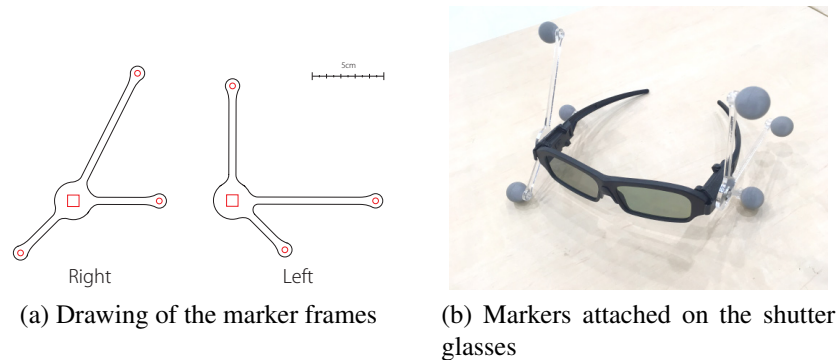 5cm
Right
Left
(a) Drawing of the marker frames
(b) Markers attached on the shutter
glasses